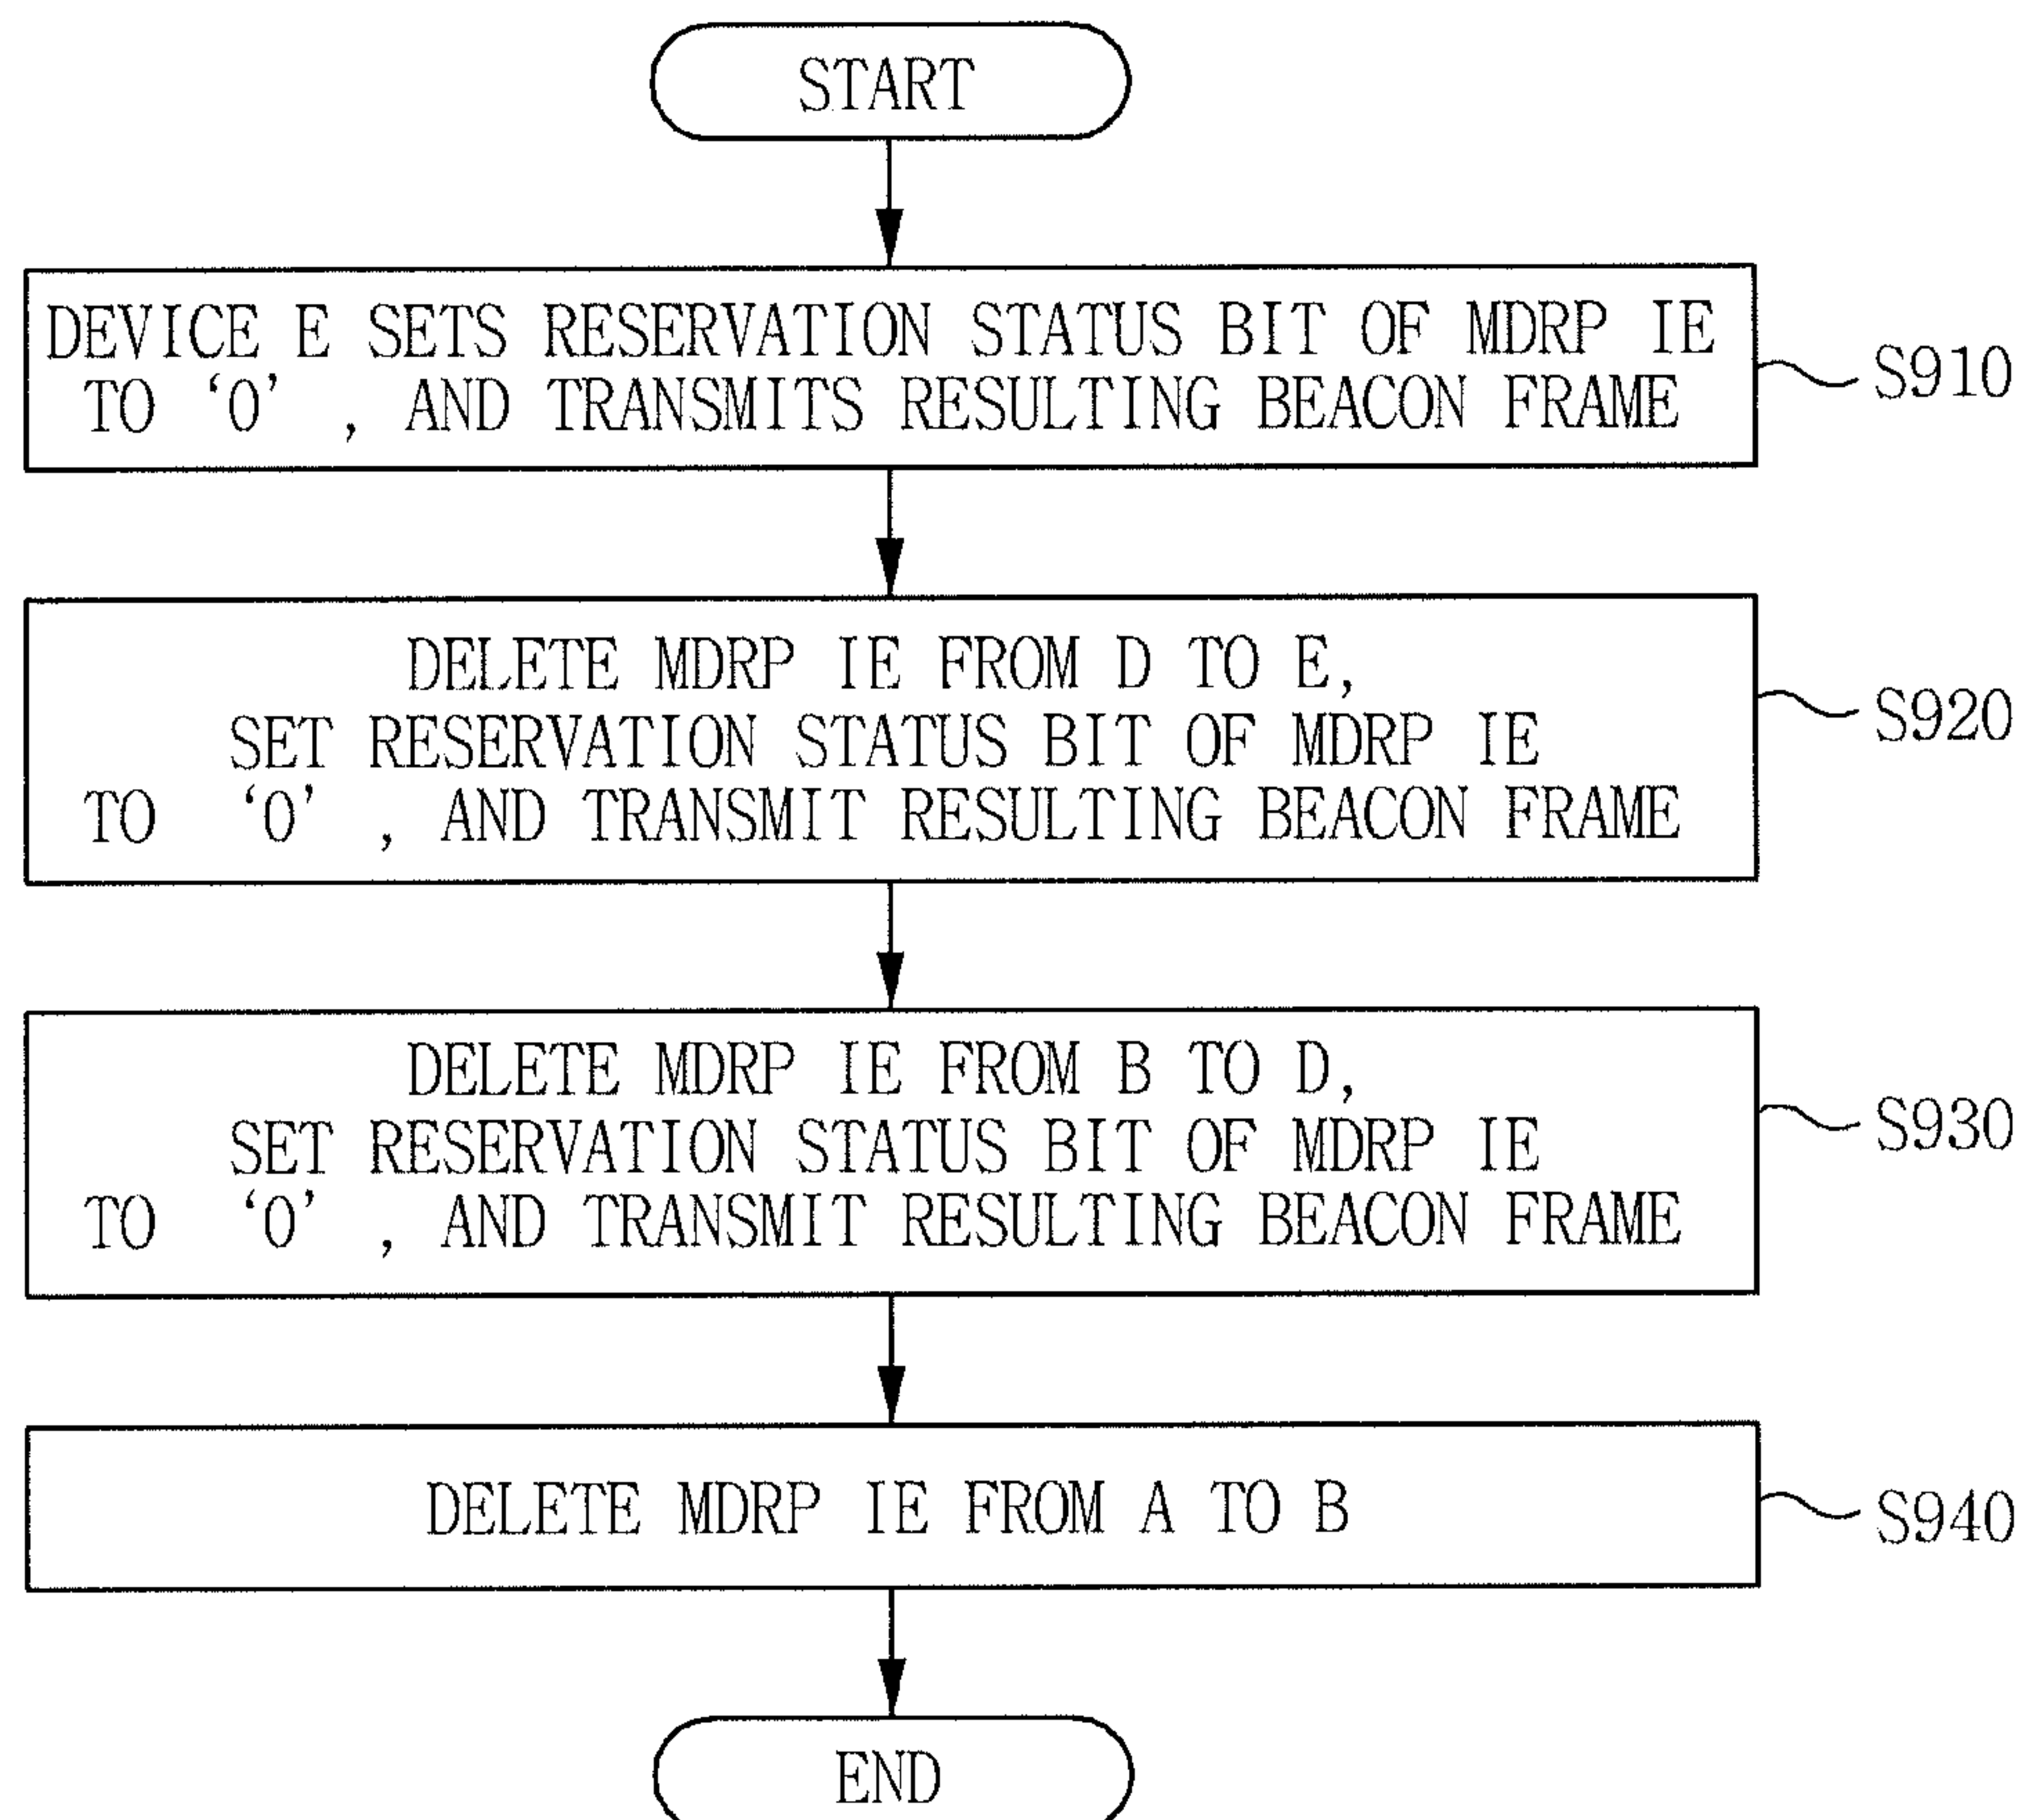 START
DEVICE E SETS RESERVATION STATUS BIT OF MDRP IE
TO ‘0’, AND TRANSMITS RESULTING BEACON FRAME
S910
DELETE MDRP IE FROM D TO E,
SET RESERVATION STATUS BIT OF MDRP IE
TO ‘0’, AND TRANSMIT RESULTING BEACON FRAME
S920
DELETE MDRP IE FROM B TO D,
SET RESERVATION STATUS BIT OF MDRP IE
TO ‘0’, AND TRANSMIT RESULTING BEACON FRAME
S930
DELETE MDRP IE FROM A TO B
S940
END